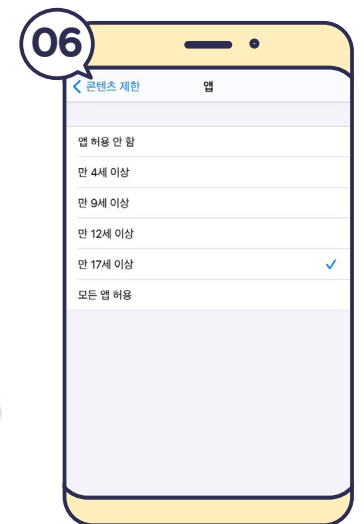 06
콘텐츠 제한 앱
앱 허용 안 함
만 4세 이상
만 9세 이상
만 12세 이상
만 17세 이상
모든 앱 허용